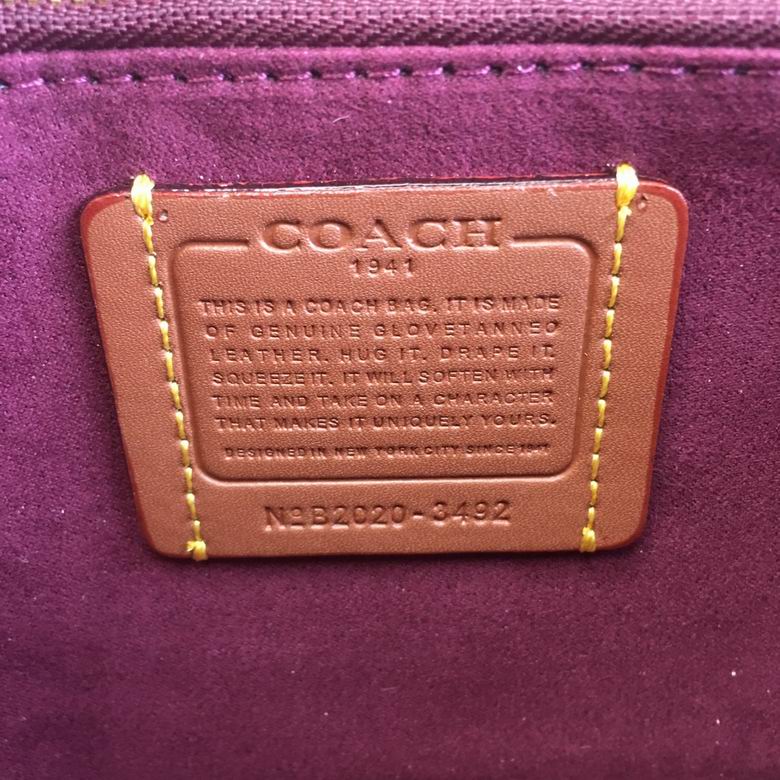 COACH
1941
THIS IS A COACH BAG. IT IS MADE
OF GENUINE GLOVETANNED
LEATHER. HUG IT. DRAPE IT.
SQUEEZE IT. IT WILL SOFTEN WITH
TIME AND TAKE ON A CHARACTER
THAT MAKES IT UNIQUELY YOURS.
DESIGNED IN NEW YORK CITY SINCE 1941
Nº B2020-3492